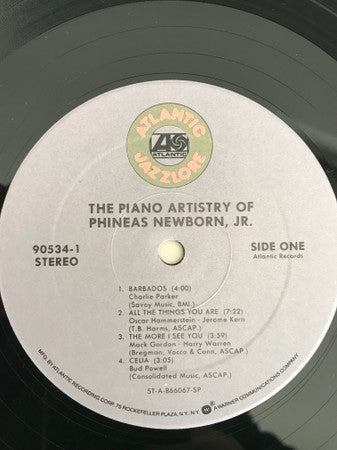 ATLANTIC
ATLANTIC
JAZZLORE
THE PIANO ARTISTRY OF
PHINEAS NEWBORN, JR.
90534-1
STEREO
SIDE ONE
Atlantic Records
1. BARBADOS (4:00)
Charlie Parker
(Savoy Music, BMI.)
2. ALL THE THINGS YOU ARE (7:22)
Oscar Hammerstein - Jerome Kern
(T.B. Harms, ASCAP.)
3. THE MORE I SEE YOU (3:59)
Mack Gordon - Harry Warren
(Bregman, Vocco & Conn, ASCAP.)
4. CELIA (3:05)
Bud Powell
(Consolidated Music, ASCAP.)
ST-A-B66067-SP
MFG. BY ATLANTIC RECORDING CORP., 75 ROCKEFELLER PLAZA, N.Y., N.Y. A WARNER COMMUNICATIONS COMPANY